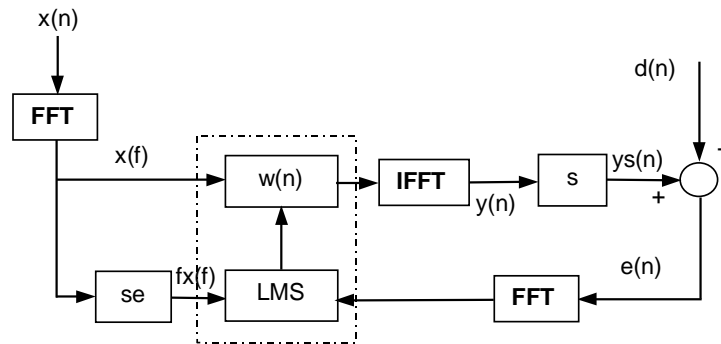 x(n)
d(n)
FFT
x(f)
w(n)
IFFT
y(n)
s
ys(n)
+
se
fx(f)
LMS
FFT
e(n)